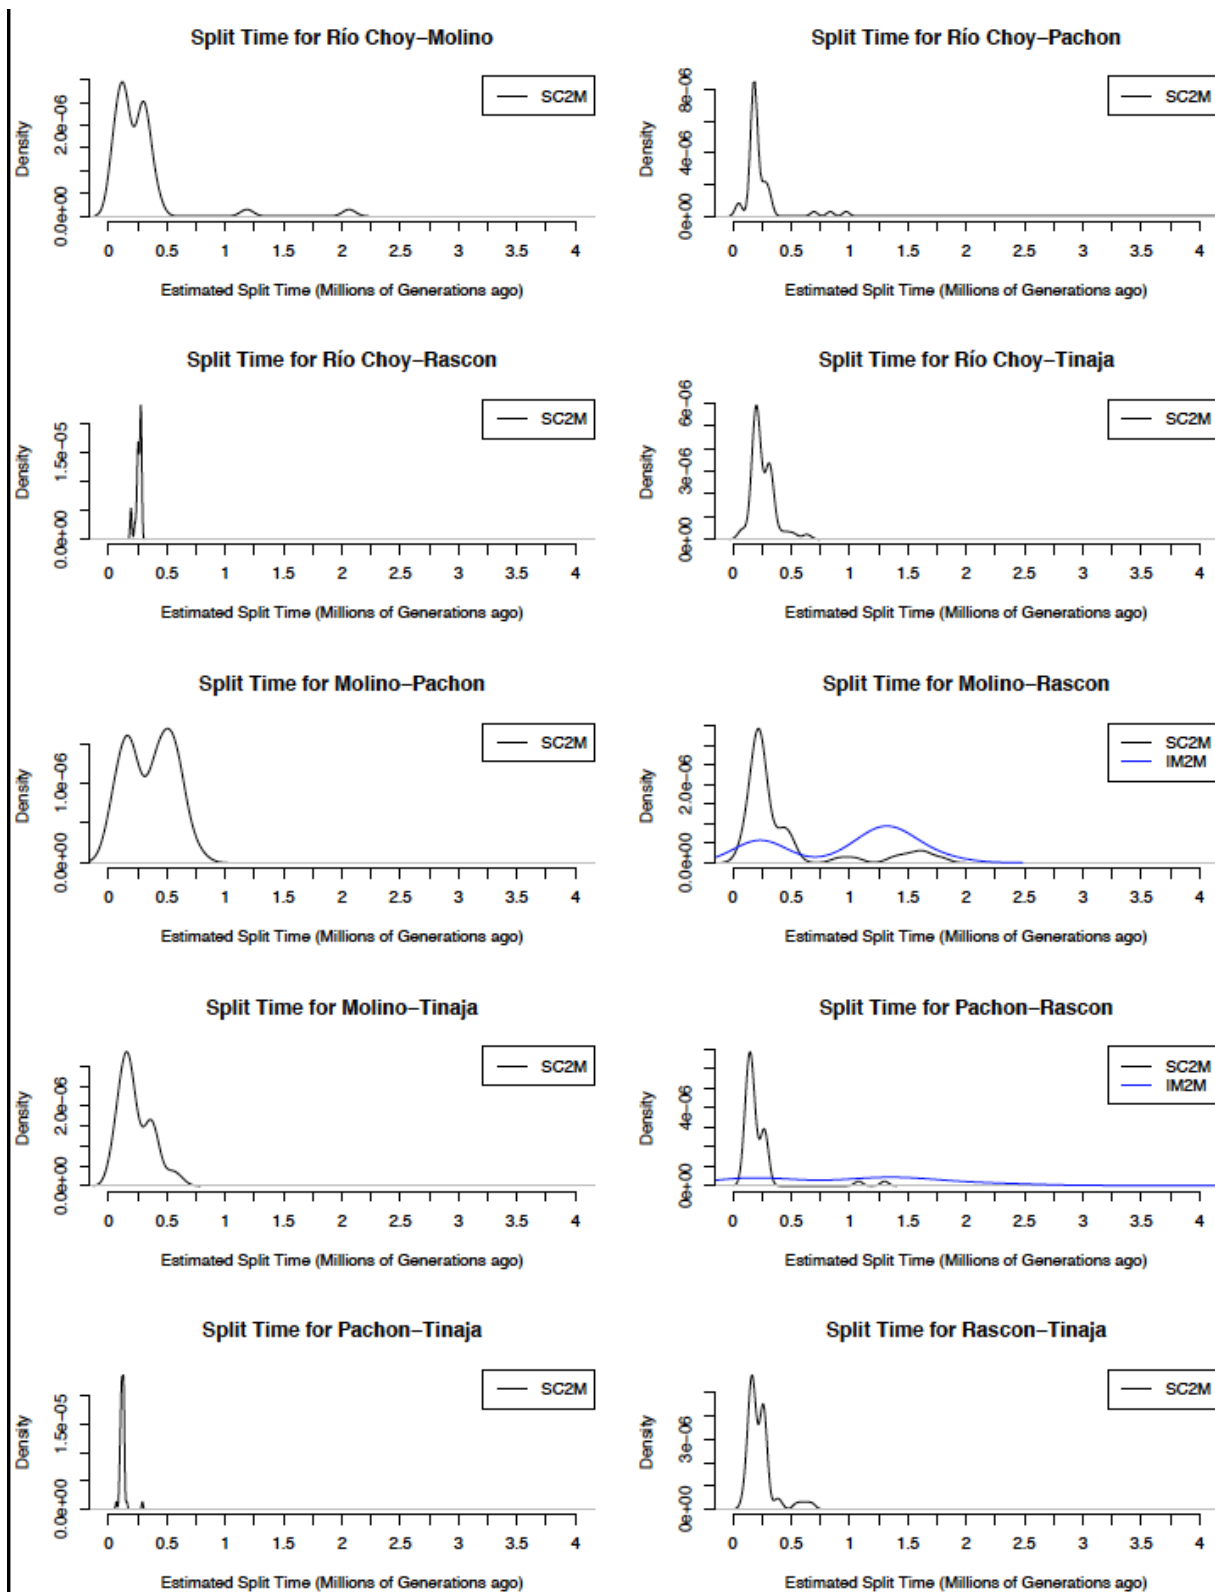 Split Time for Río Choy–Molino
SC2M
Density
0.0e+00 2.0e−06
0 0.5 1 1.5 2 2.5 3 3.5 4
Estimated Split Time (Millions of Generations ago)
Split Time for Río Choy–Pachon
SC2M
Density
0e+00 4e−06 8e−06
0 0.5 1 1.5 2 2.5 3 3.5 4
Estimated Split Time (Millions of Generations ago)
Split Time for Río Choy–Rascon
SC2M
Density
0.0e+00 1.5e−05
0 0.5 1 1.5 2 2.5 3 3.5 4
Estimated Split Time (Millions of Generations ago)
Split Time for Río Choy–Tinaja
SC2M
Density
0e+00 3e−06 6e−06
0 0.5 1 1.5 2 2.5 3 3.5 4
Estimated Split Time (Millions of Generations ago)
Split Time for Molino–Pachon
SC2M
Density
0.0e+00 1.0e−06
0 0.5 1 1.5 2 2.5 3 3.5 4
Estimated Split Time (Millions of Generations ago)
Split Time for Molino–Rascon
SC2M
IM2M
Density
0.0e+00 2.0e−06
0 0.5 1 1.5 2 2.5 3 3.5 4
Estimated Split Time (Millions of Generations ago)
Split Time for Molino–Tinaja
SC2M
Density
0.0e+00 2.0e−06
0 0.5 1 1.5 2 2.5 3 3.5 4
Estimated Split Time (Millions of Generations ago)
Split Time for Pachon–Rascon
SC2M
IM2M
Density
0e+00 4e−06
0 0.5 1 1.5 2 2.5 3 3.5 4
Estimated Split Time (Millions of Generations ago)
Split Time for Pachon–Tinaja
SC2M
Density
0.0e+00 1.5e−05
0 0.5 1 1.5 2 2.5 3 3.5 4
Estimated Split Time (Millions of Generations ago)
Split Time for Rascon–Tinaja
SC2M
Density
0e+00 3e−06
0 0.5 1 1.5 2 2.5 3 3.5 4
Estimated Split Time (Millions of Generations ago)